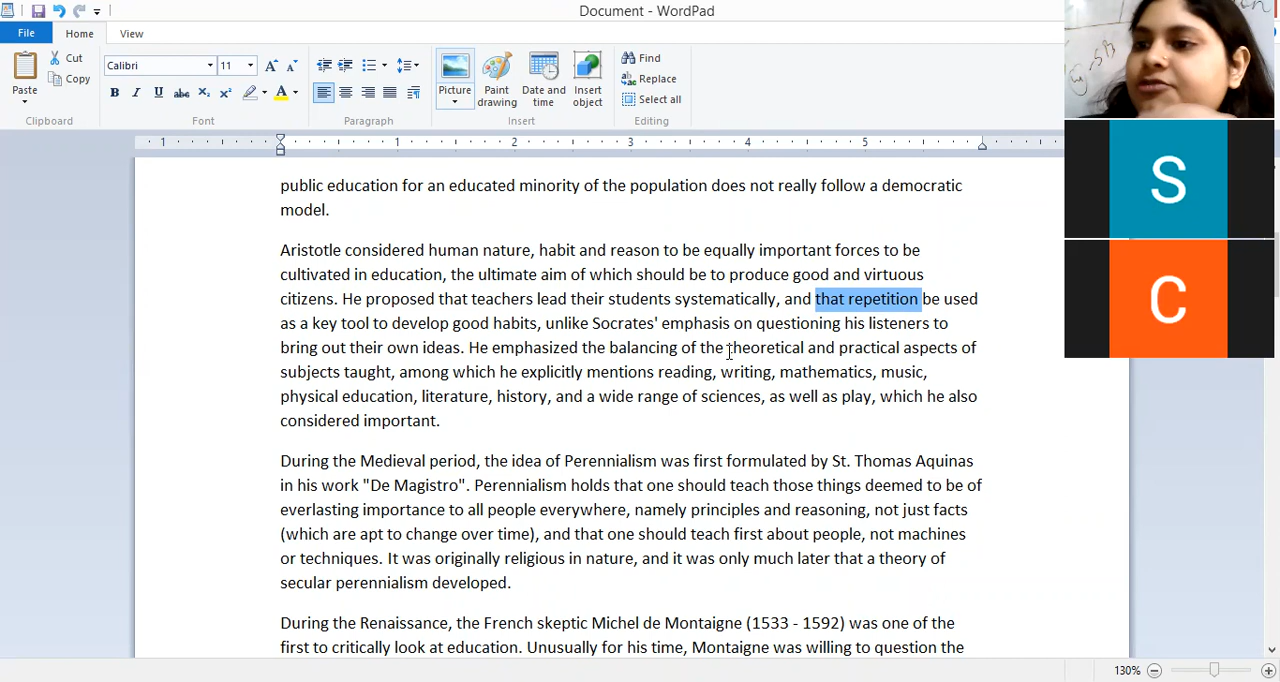 Document - WordPad
File Home View
Cut
Copy
Paste
Clipboard
Calibri 11
B I U abc X₂ X² A
Font
Paragraph
Picture
Paint drawing
Date and time
Insert object
Insert
Find
Replace
Select all
Editing
1 1 2 3 4 5
public education for an educated minority of the population does not really follow a democratic
model.
Aristotle considered human nature, habit and reason to be equally important forces to be
cultivated in education, the ultimate aim of which should be to produce good and virtuous
citizens. He proposed that teachers lead their students systematically, and that repetition be used
as a key tool to develop good habits, unlike Socrates' emphasis on questioning his listeners to
bring out their own ideas. He emphasized the balancing of the theoretical and practical aspects of
subjects taught, among which he explicitly mentions reading, writing, mathematics, music,
physical education, literature, history, and a wide range of sciences, as well as play, which he also
considered important.
During the Medieval period, the idea of Perennialism was first formulated by St. Thomas Aquinas
in his work "De Magistro". Perennialism holds that one should teach those things deemed to be of
everlasting importance to all people everywhere, namely principles and reasoning, not just facts
(which are apt to change over time), and that one should teach first about people, not machines
or techniques. It was originally religious in nature, and it was only much later that a theory of
secular perennialism developed.
During the Renaissance, the French skeptic Michel de Montaigne (1533 - 1592) was one of the
first to critically look at education. Unusually for his time, Montaigne was willing to question the
S
C
130%